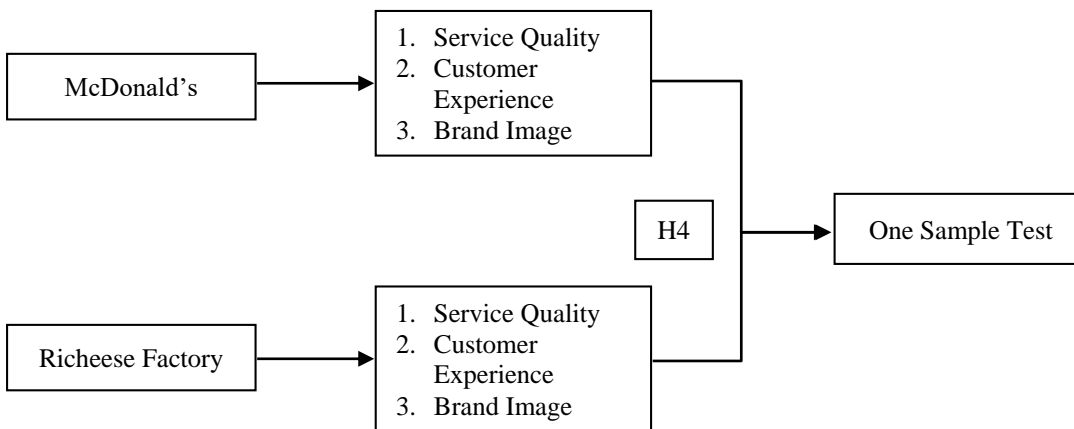 McDonald’s
1. Service Quality
2. Customer
Experience
3. Brand Image
H4
One Sample Test
Richeese Factory
1. Service Quality
2. Customer
Experience
3. Brand Image